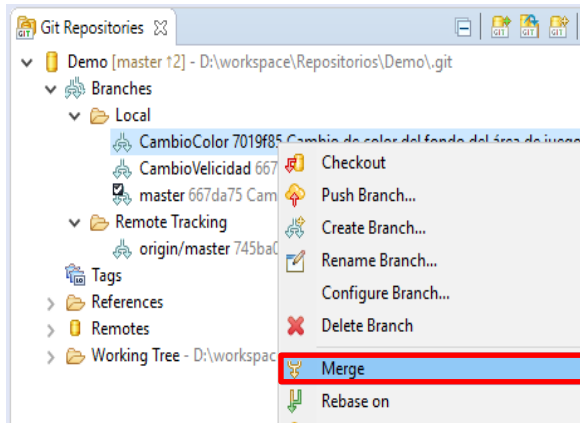 Git Repositories
Demo [master ↑2] - D:\workspace\Repositorios\Demo\.git
Branches
Local
CambioColor 7019f85 Cambio de color del fondo del área de juego
CambioVelicidad 667
master 667da75 Cam
Remote Tracking
origin/master 745ba0
Tags
References
Remotes
Working Tree - D:\workspac
Checkout
Push Branch...
Create Branch...
Rename Branch...
Configure Branch...
Delete Branch
Merge
Rebase on